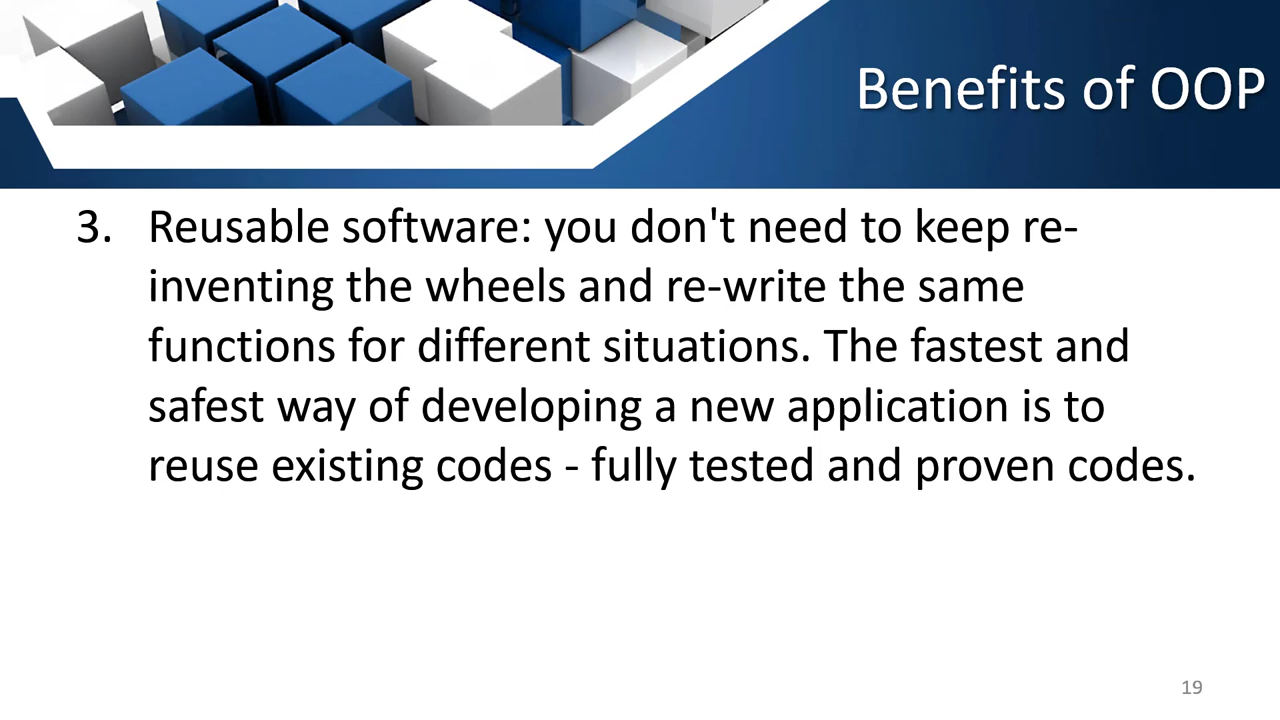 Benefits of OOP
3. Reusable software: you don't need to keep re-
inventing the wheels and re-write the same
functions for different situations. The fastest and
safest way of developing a new application is to
reuse existing codes - fully tested and proven codes.
19